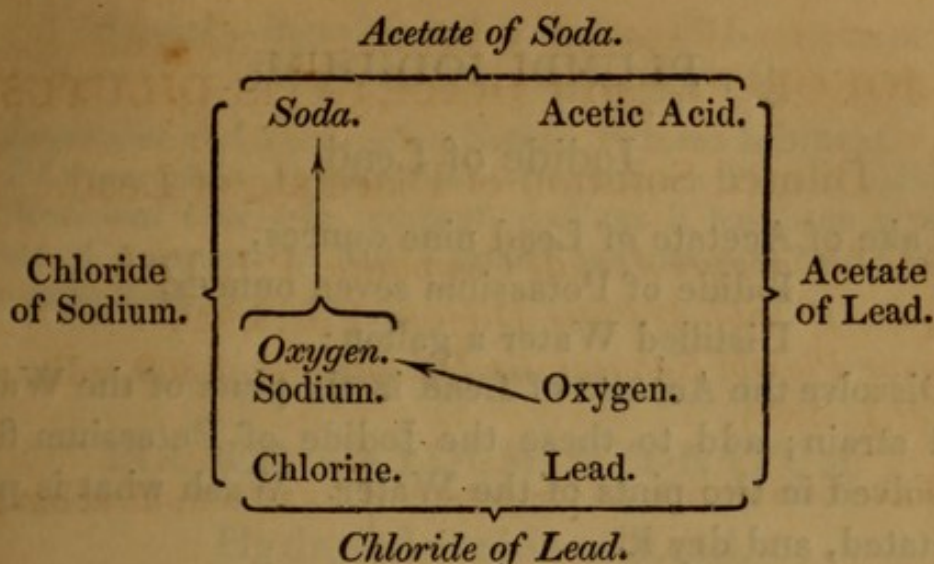 Acetate of Soda.
Soda. Acetic Acid.
Chloride
of Sodium.
Acetate
of Lead.
Oxygen.
Sodium. Oxygen.
Chlorine. Lead.
Chloride of Lead.